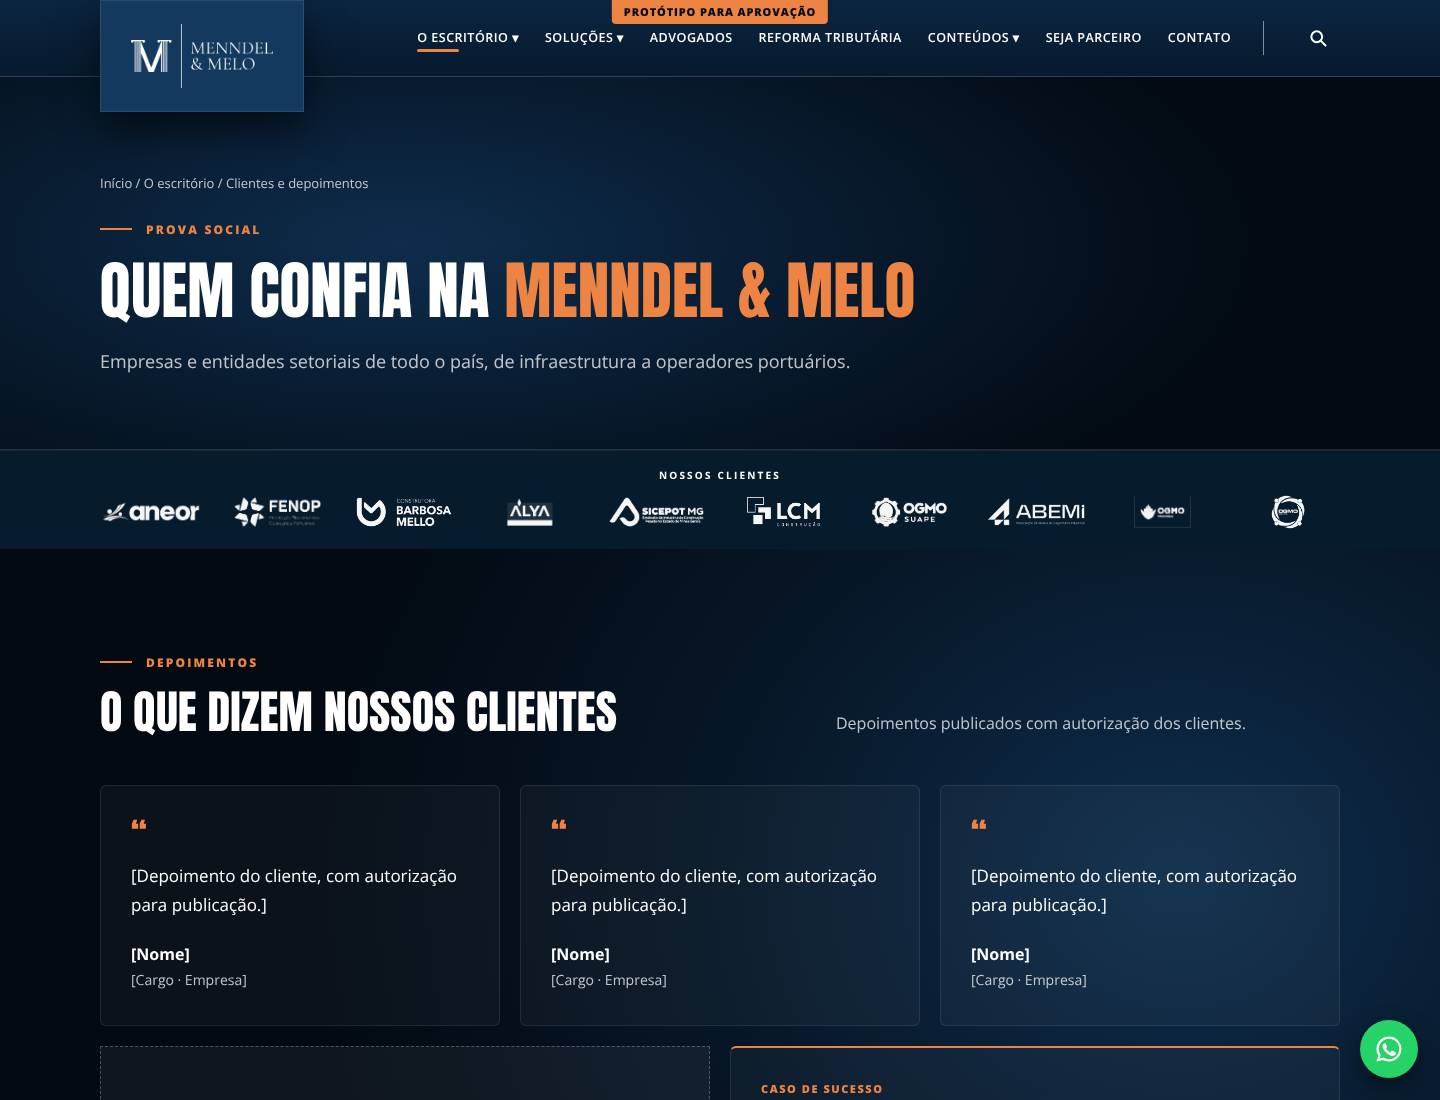 PROTÓTIPO PARA APROVAÇÃO
MENNDEL
& MELO
O ESCRITÓRIO ▾
SOLUÇÕES ▾
ADVOGADOS
REFORMA TRIBUTÁRIA
CONTEÚDOS ▾
SEJA PARCEIRO
CONTATO
Início / O escritório / Clientes e depoimentos
PROVA SOCIAL
QUEM CONFIA NA MENNDEL & MELO
Empresas e entidades setoriais de todo o país, de infraestrutura a operadores portuários.
NOSSOS CLIENTES
aneor
FENOP
CONSTRUTORA
BARBOSA
MELLO
ALYA
SICEPOT MG
LCM
CONSTRUÇÃO
OGMO
SUAPE
ABEMi
OGMO
OGMO
DEPOIMENTOS
O QUE DIZEM NOSSOS CLIENTES
Depoimentos publicados com autorização dos clientes.
“
[Depoimento do cliente, com autorização
para publicação.]
[Nome]
[Cargo · Empresa]
“
[Depoimento do cliente, com autorização
para publicação.]
[Nome]
[Cargo · Empresa]
“
[Depoimento do cliente, com autorização
para publicação.]
[Nome]
[Cargo · Empresa]
CASO DE SUCESSO